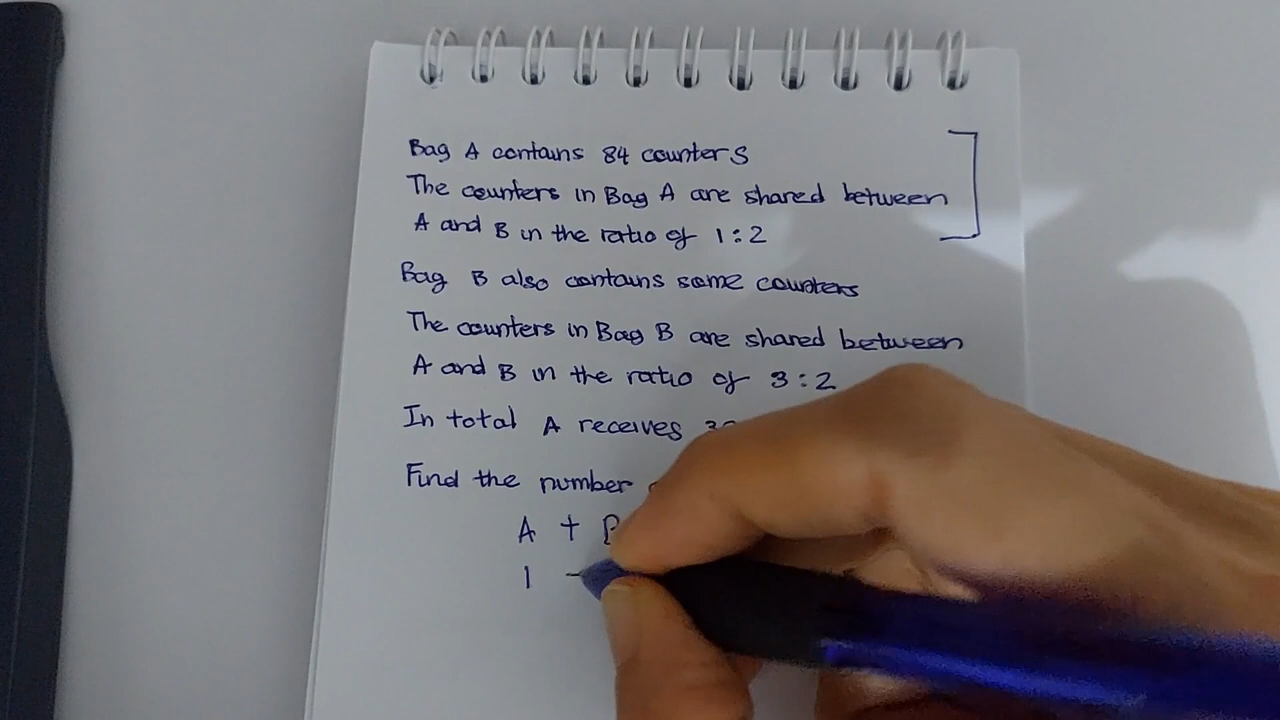 Bag A contains 84 counters
The counters in Bag A are shared between
A and B in the ratio of 1:2
Bag B also contains some counters
The counters in Bag B are shared between
A and B in the ratio of 3:2
In total A receives
Find the number
A + B
1